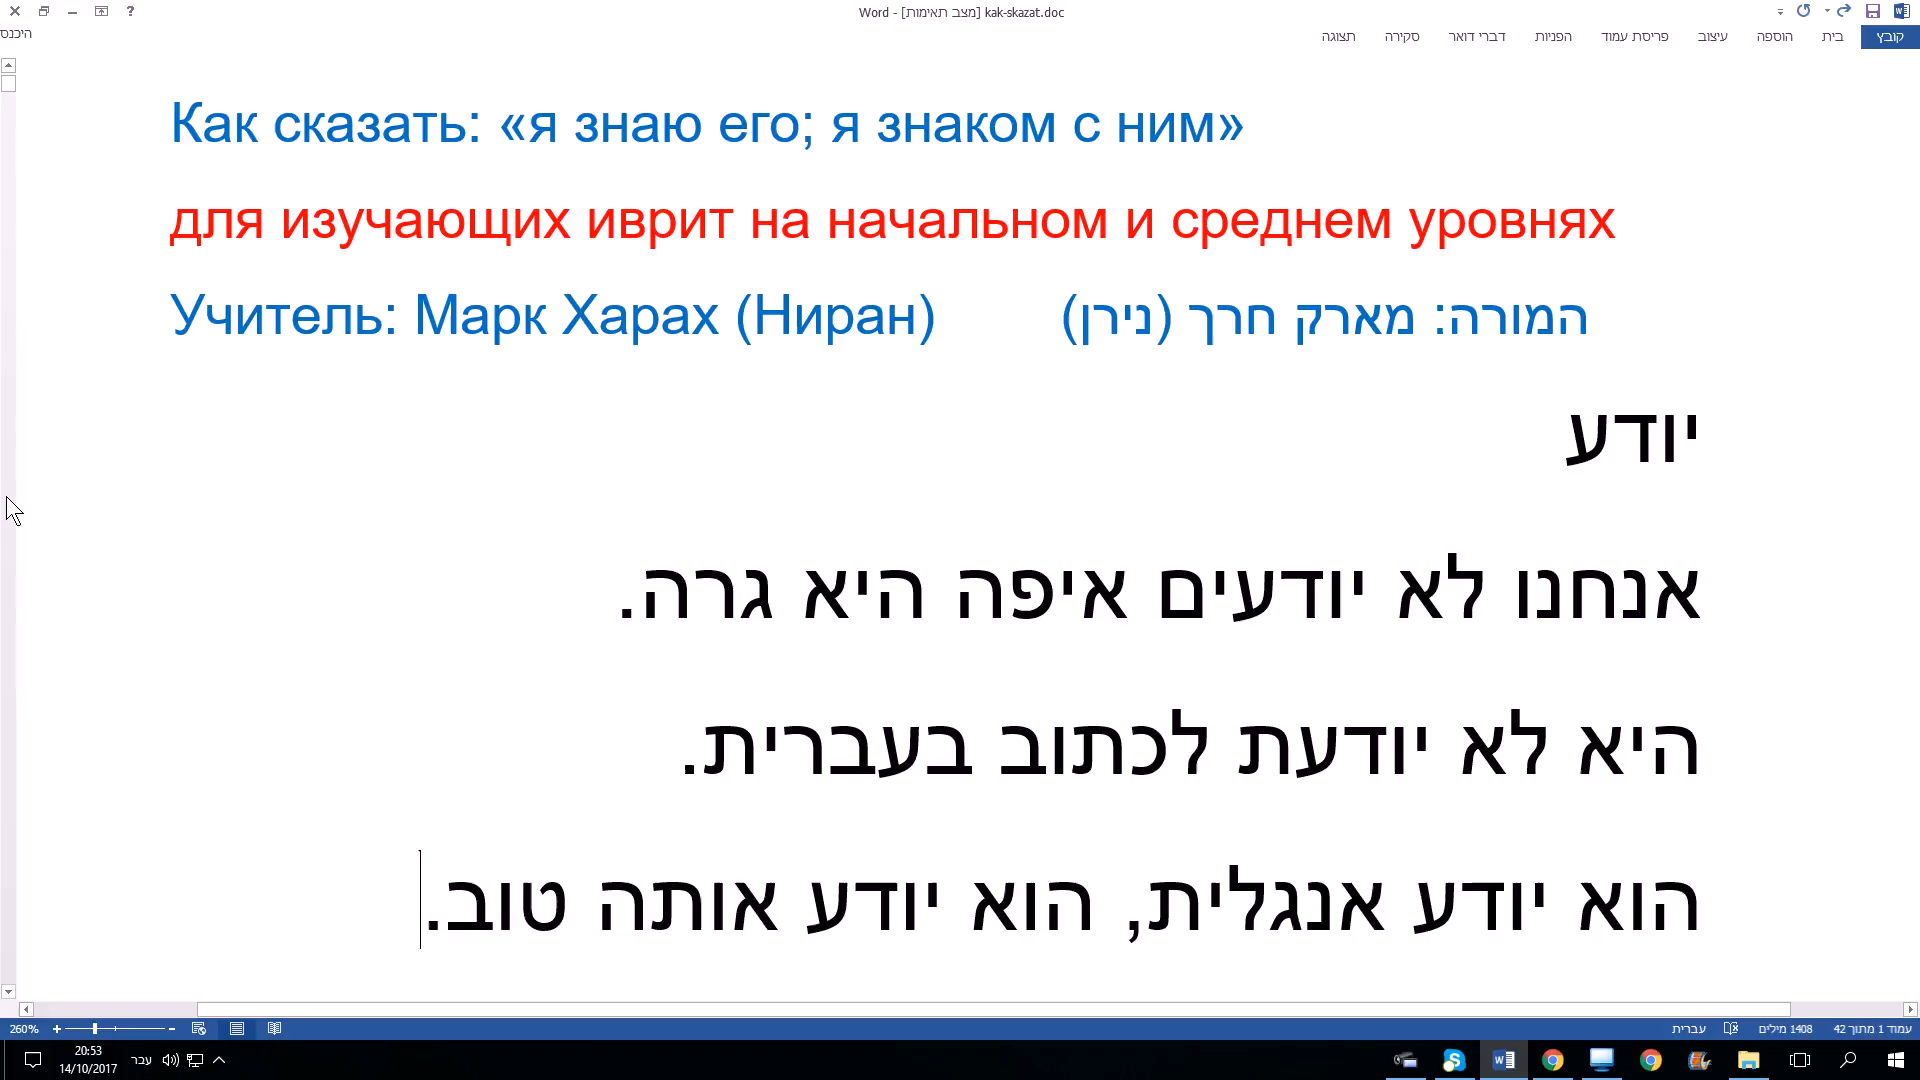 kak-skazat.doc [מצב תאימות] - Word
היכנס
קובץ בית הוספה עיצוב פריסת עמוד הפניות דברי דואר סקירה תצוגה
Как сказать: «я знаю его; я знаком с ним»
для изучающих иврит на начальном и среднем уровнях
Учитель: Марк Харах (Ниран) המורה: מארק חרך (נירן)
יודע
אנחנו לא יודעים איפה היא גרה.
היא לא יודעת לכתוב בעברית.
הוא יודע אנגלית, הוא יודע אותה טוב.
עמוד 1 מתוך 42 1408 מילים עברית 260%
עבר 20:53
14/10/2017